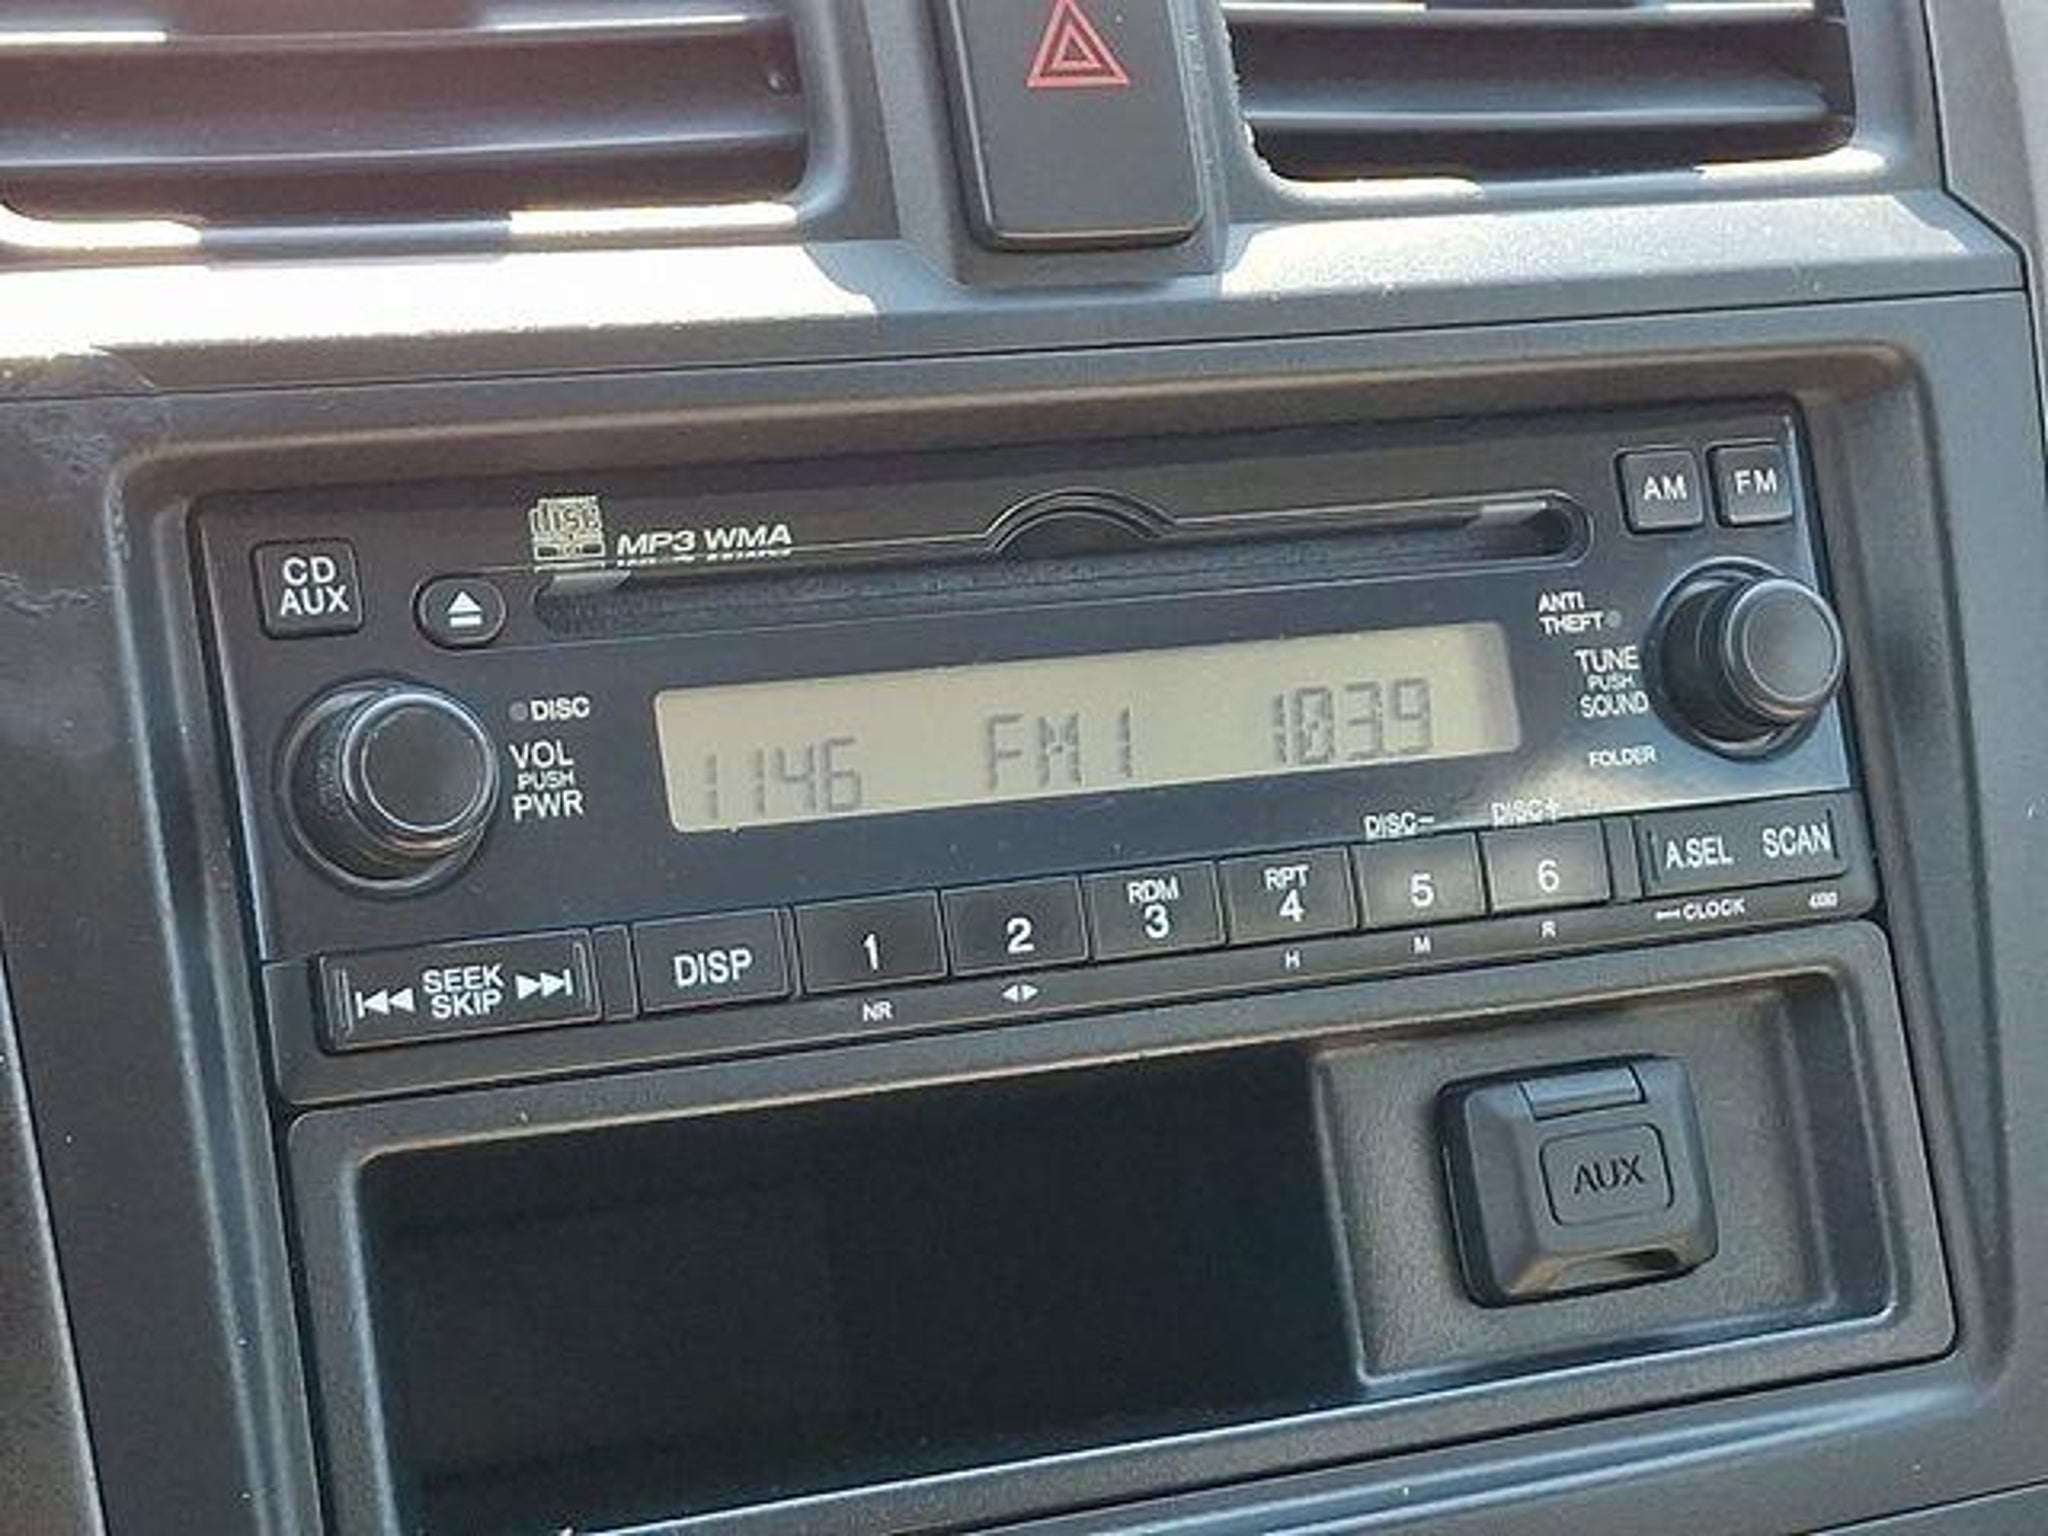 AM FM
disc
MP3 WMA
CD
AUX
ANTI
THEFT
DISC
TUNE
PUSH
SOUND
VOL
PUSH
PWR
1146 FM1 103.9
FOLDER
DISC− DISC+
SEEK
SKIP
DISP
1
2
RDM
3
RPT
4
5
6
A.SEL SCAN
NR
H
M
R
CLOCK
AUX